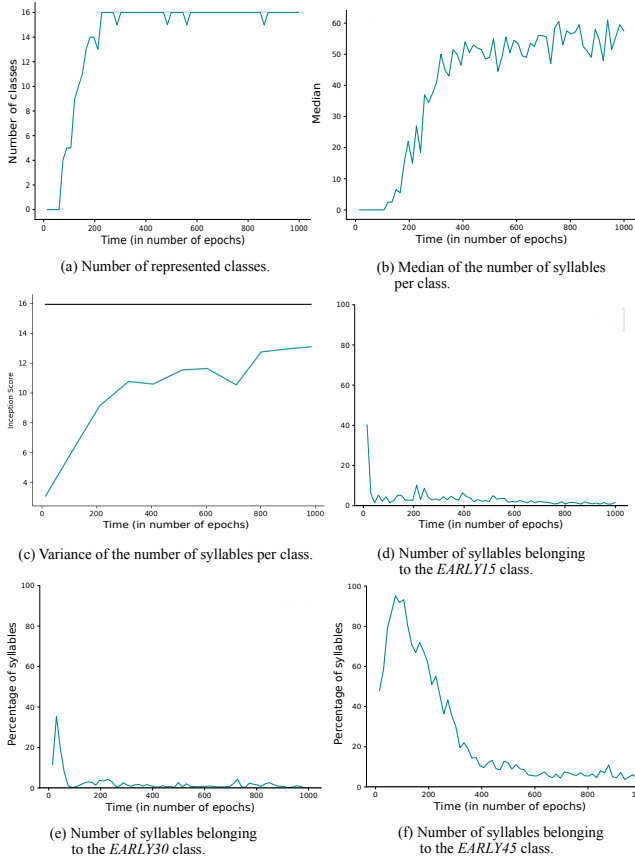 Number of classes
16
14
12
10
8
6
4
2
0
0 200 400 600 800 1000
Time (in number of epochs)
(a) Number of represented classes.
Median
60
50
40
30
20
10
0
0 200 400 600 800 1000
Time (in number of epochs)
(b) Median of the number of syllables
per class.
Inception Score
16
14
12
10
8
6
4
0 200 400 600 800 1000
Time (in number of epochs)
(c) Variance of the number of syllables per class.
100
80
60
40
20
0
0 200 400 600 800 1000
Time (in number of epochs)
(d) Number of syllables belonging
to the EARLY15 class.
Percentage of syllables
100
80
60
40
20
0
0 200 400 600 800 1000
Time (in number of epochs)
(e) Number of syllables belonging
to the EARLY30 class.
Percentage of syllables
100
80
60
40
20
0
0 200 400 600 800 1000
Time (in number of epochs)
(f) Number of syllables belonging
to the EARLY45 class.